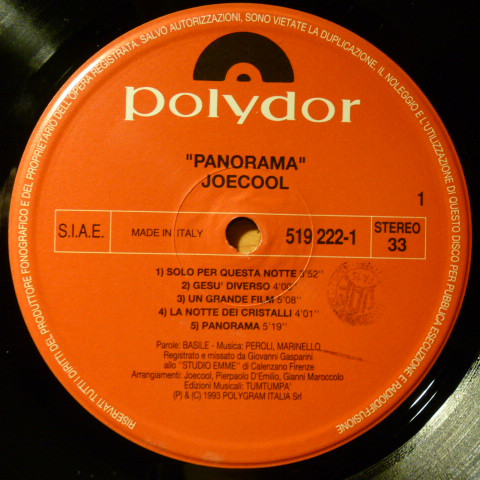 RISERVATI TUTTI I DIRITTI DEL PRODUTTORE FONOGRAFICO E DEL PROPRIETARIO DELL'OPERA REGISTRATA. SALVO AUTORIZZAZIONI, SONO VIETATE LA DUPLICAZIONE, IL NOLEGGIO E L'UTILIZZAZIONE DI QUESTO DISCO PER PUBBLICA ESECUZIONE E RADIODIFFUSIONE
polydor
"PANORAMA"
JOECOOL
1
S.I.A.E.
MADE IN ITALY
519 222-1
STEREO
33
1) SOLO PER QUESTA NOTTE 3'52"
2) GESU' DIVERSO 4'00"
3) UN GRANDE FILM 5'08"
4) LA NOTTE DEI CRISTALLI 4'01"
5) PANORAMA 5'19"
Parole: BASILE - Musica: PEROLI, MARINELLO
Registrato e missato da Giovanni Gasparini
allo "STUDIO EMME" di Calenzano Firenze
Arrangiamenti: Joecool, Pierpaolo D'Emilio, Gianni Maroccolo
Edizioni Musicali: TUMTUMPA'
(P) & (C) 1993 POLYGRAM ITALIA Srl